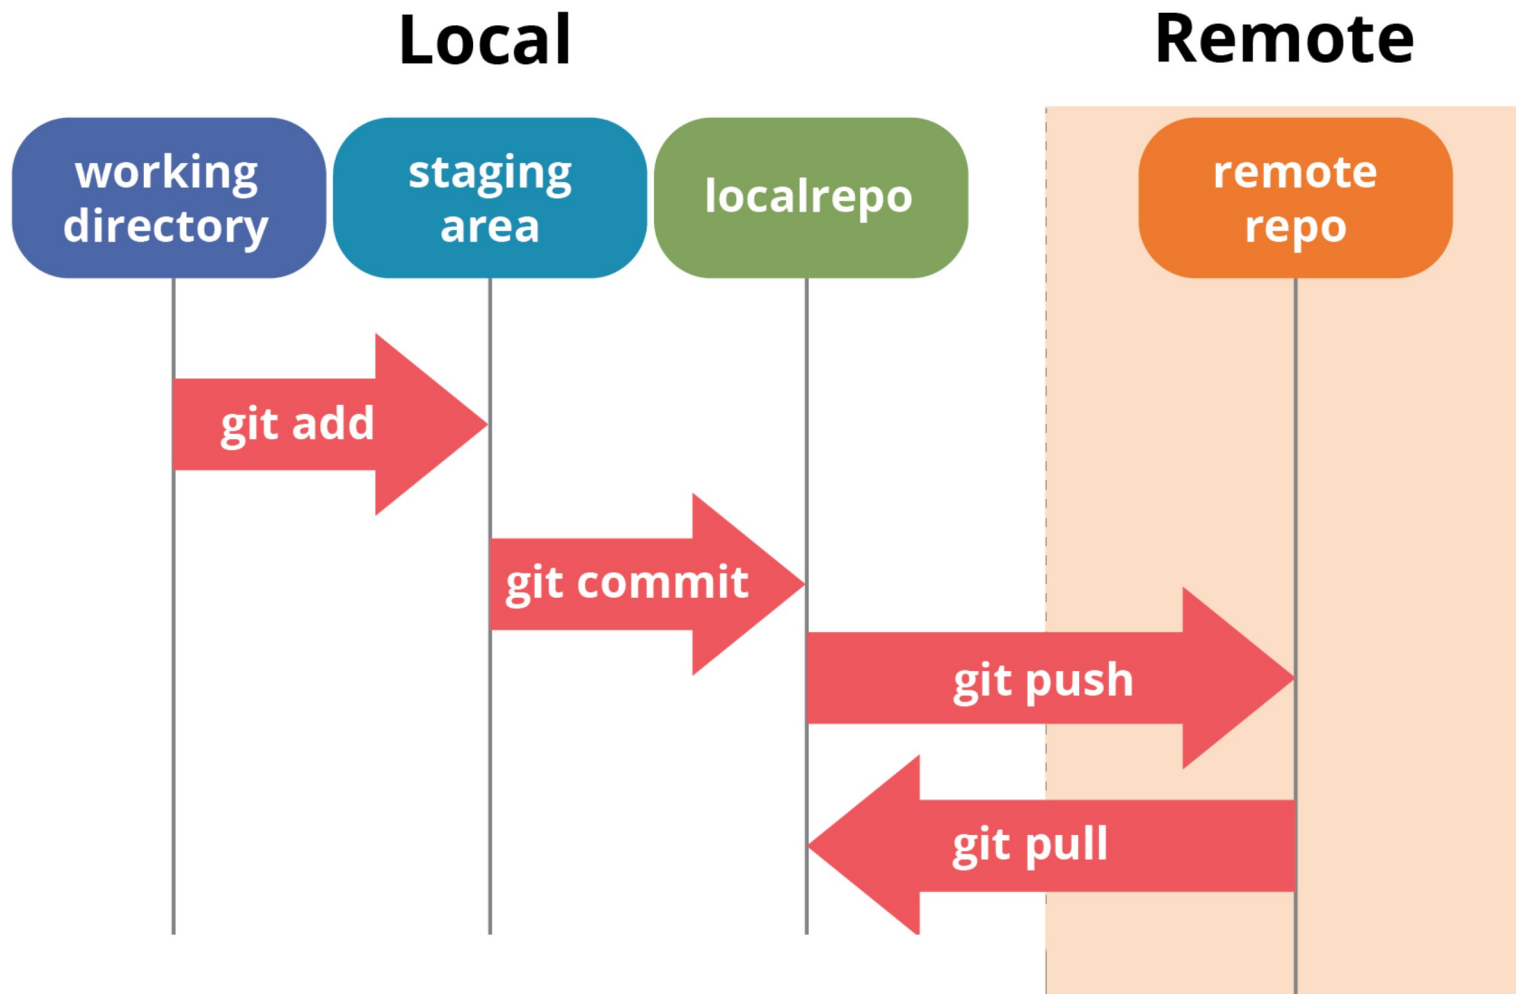 Local
Remote
working
directory
staging
area
localrepo
remote
repo
git add
git commit
git push
git pull